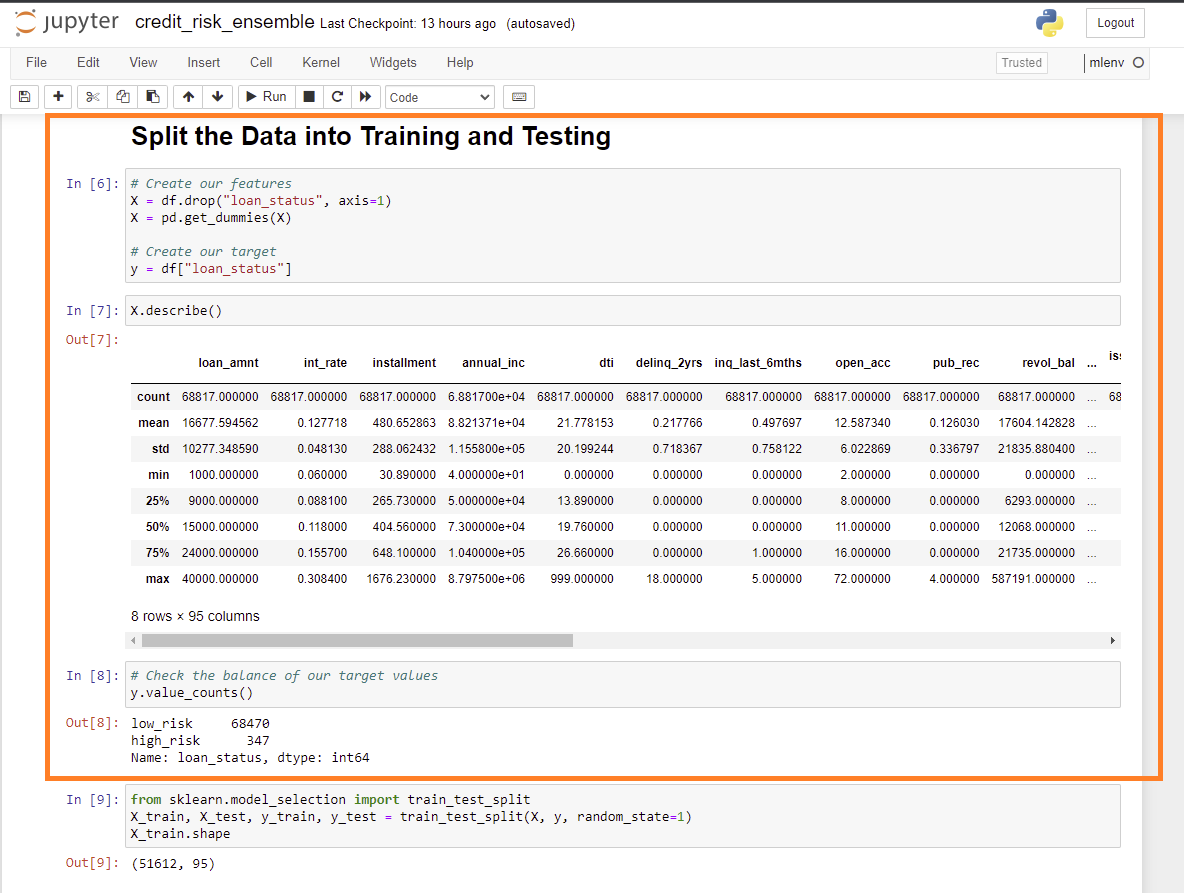 jupyter credit_risk_ensemble Last Checkpoint: 13 hours ago (autosaved) Logout
File Edit View Insert Cell Kernel Widgets Help Trusted mlenv
Run Code
Split the Data into Training and Testing
In [6]: # Create our features
X = df.drop("loan_status", axis=1)
X = pd.get_dummies(X)
# Create our target
y = df["loan_status"]
In [7]: X.describe()
Out[7]:
loan_amnt int_rate installment annual_inc dti delinq_2yrs inq_last_6mths open_acc pub_rec revol_bal ... iss
count 68817.000000 68817.000000 68817.000000 6.881700e+04 68817.000000 68817.000000 68817.000000 68817.000000 68817.000000 68817.000000 ... 68
mean 16677.594562 0.127718 480.652863 8.821371e+04 21.778153 0.217766 0.497697 12.587340 0.126030 17604.142828 ...
std 10277.348590 0.048130 288.062432 1.155800e+05 20.199244 0.718367 0.758122 6.022869 0.336797 21835.880400 ...
min 1000.000000 0.060000 30.890000 4.000000e+01 0.000000 0.000000 0.000000 2.000000 0.000000 0.000000 ...
25% 9000.000000 0.088100 265.730000 5.000000e+04 13.890000 0.000000 0.000000 8.000000 0.000000 6293.000000 ...
50% 15000.000000 0.118000 404.560000 7.300000e+04 19.760000 0.000000 0.000000 11.000000 0.000000 12068.000000 ...
75% 24000.000000 0.155700 648.100000 1.040000e+05 26.660000 0.000000 1.000000 16.000000 0.000000 21735.000000 ...
max 40000.000000 0.308400 1676.230000 8.797500e+06 999.000000 18.000000 5.000000 72.000000 4.000000 587191.000000 ...
8 rows × 95 columns
In [8]: # Check the balance of our target values
y.value_counts()
Out[8]: low_risk 68470
high_risk 347
Name: loan_status, dtype: int64
In [9]: from sklearn.model_selection import train_test_split
X_train, X_test, y_train, y_test = train_test_split(X, y, random_state=1)
X_train.shape
Out[9]: (51612, 95)